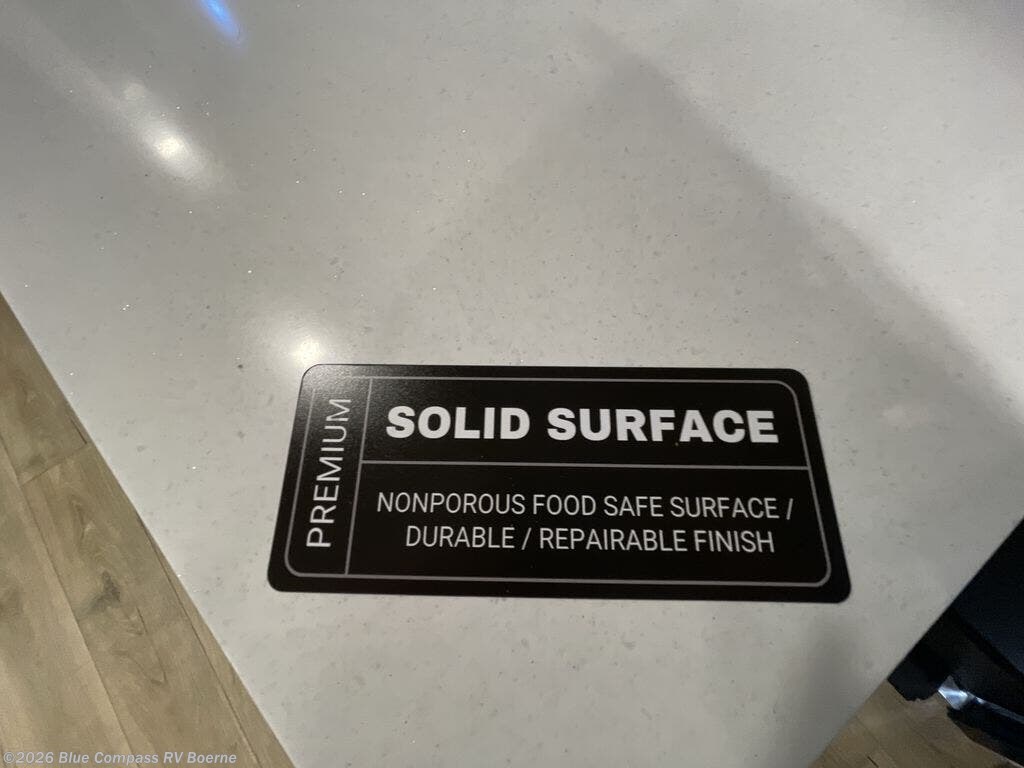 PREMIUM
SOLID SURFACE
NONPOROUS FOOD SAFE SURFACE /
DURABLE / REPAIRABLE FINISH
©2026 Blue Compass RV Boerne